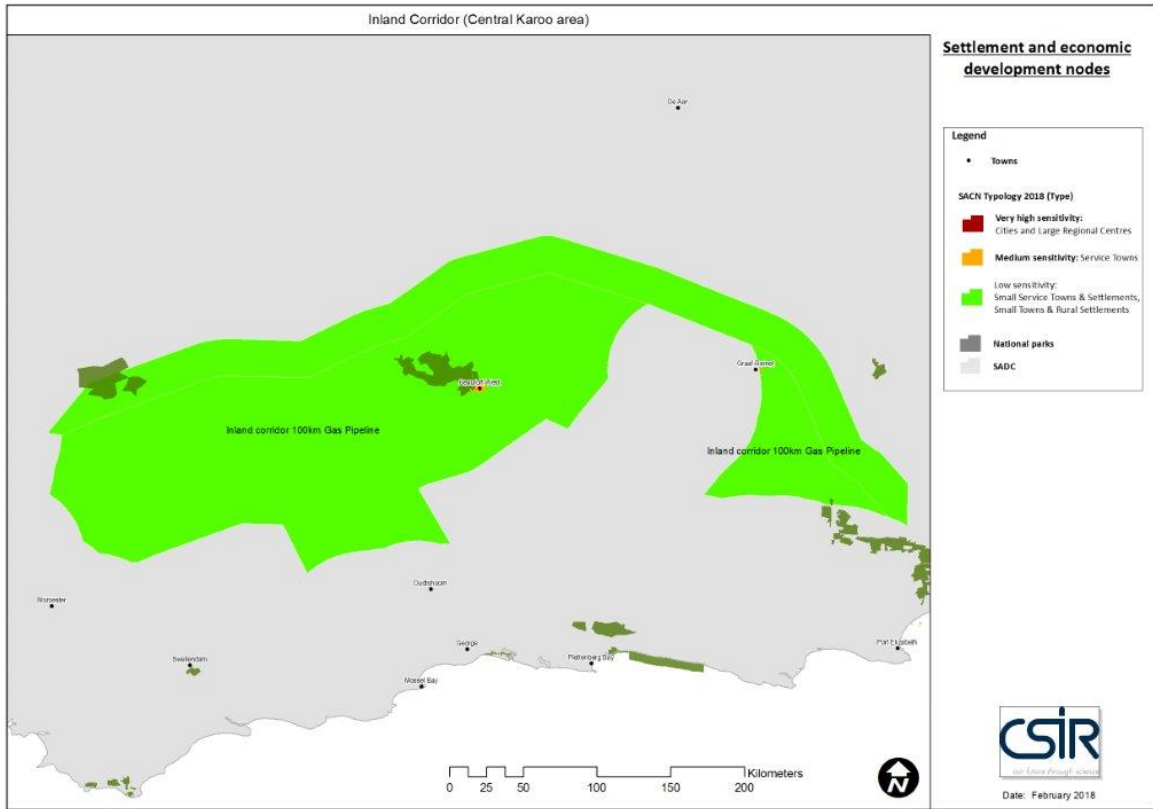 Inland Corridor (Central Karoo area)
Settlement and economic
development nodes
Legend
Towns
SACN Typology 2018 (Type)
Very high sensitivity:
Cities and Large Regional Centres
Medium sensitivity: Service Towns
Low sensitivity:
Small Service Towns & Settlements,
Small Towns & Rural Settlements
National parks
SADC
De Aar
Graaf-Reinet
Beaufort West
Inland corridor 100km Gas Pipeline
Inland corridor 100km Gas Pipeline
Oudtshoorn
Worcester
George
Swellendam
Plettenberg Bay
Port Elizabeth
Mossel Bay
Kilometers
0 25 50 100 150 200
N
CSIR
our future through science
Date: February 2018